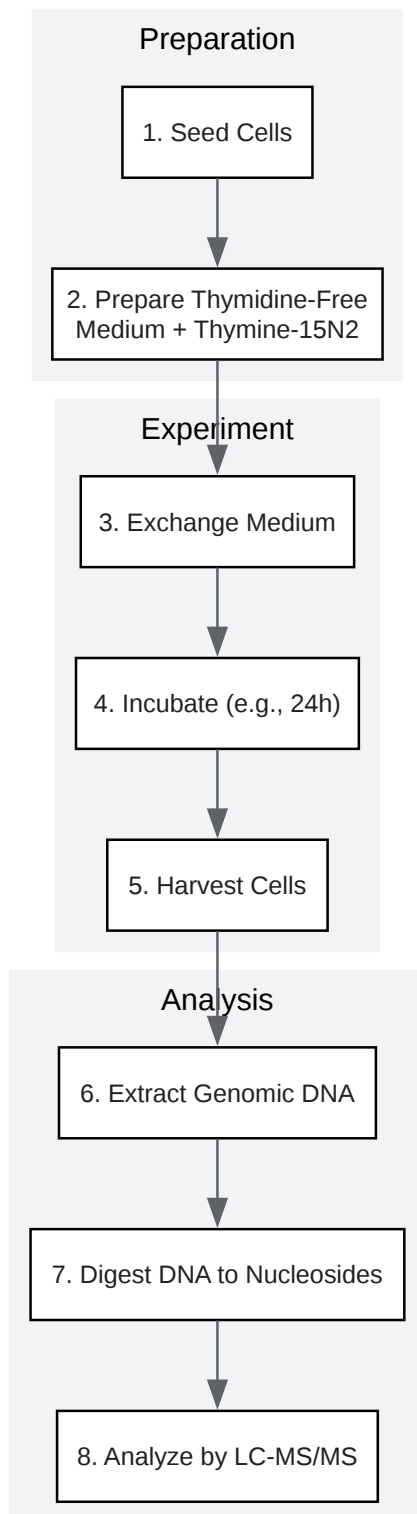 Preparation
1. Seed Cells
2. Prepare Thymidine-Free
Medium + Thymine-15N2
Experiment
3. Exchange Medium
4. Incubate (e.g., 24h)
5. Harvest Cells
Analysis
6. Extract Genomic DNA
7. Digest DNA to Nucleosides
8. Analyze by LC-MS/MS